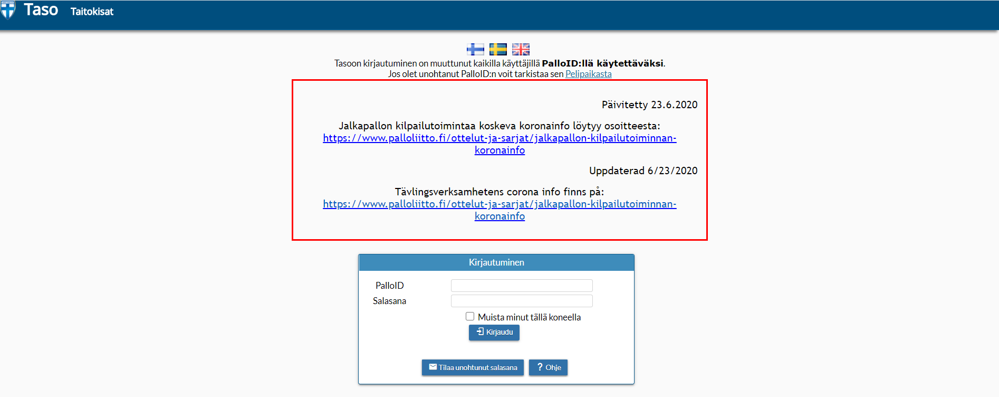 Taso Taitokisat
Tasoon kirjautuminen on muuttunut kaikilla käyttäjillä PalloID:llä käytettäväksi.
Jos olet unohtanut PalloID:n voit tarkistaa sen Pelipaikasta
Päivitetty 23.6.2020
Jalkapallon kilpailutoimintaa koskeva koronainfo löytyy osoitteesta:
https://www.palloliitto.fi/ottelut-ja-sarjat/jalkapallon-kilpailutoiminnan-
koronainfo
Uppdaterad 6/23/2020
Tävlingsverksamhetens corona info finns på:
https://www.palloliitto.fi/ottelut-ja-sarjat/jalkapallon-kilpailutoiminnan-
koronainfo
Kirjautuminen
PalloID
Salasana
Muista minut tällä koneella
Kirjaudu
Tilaa unohtunut salasana ? Ohje